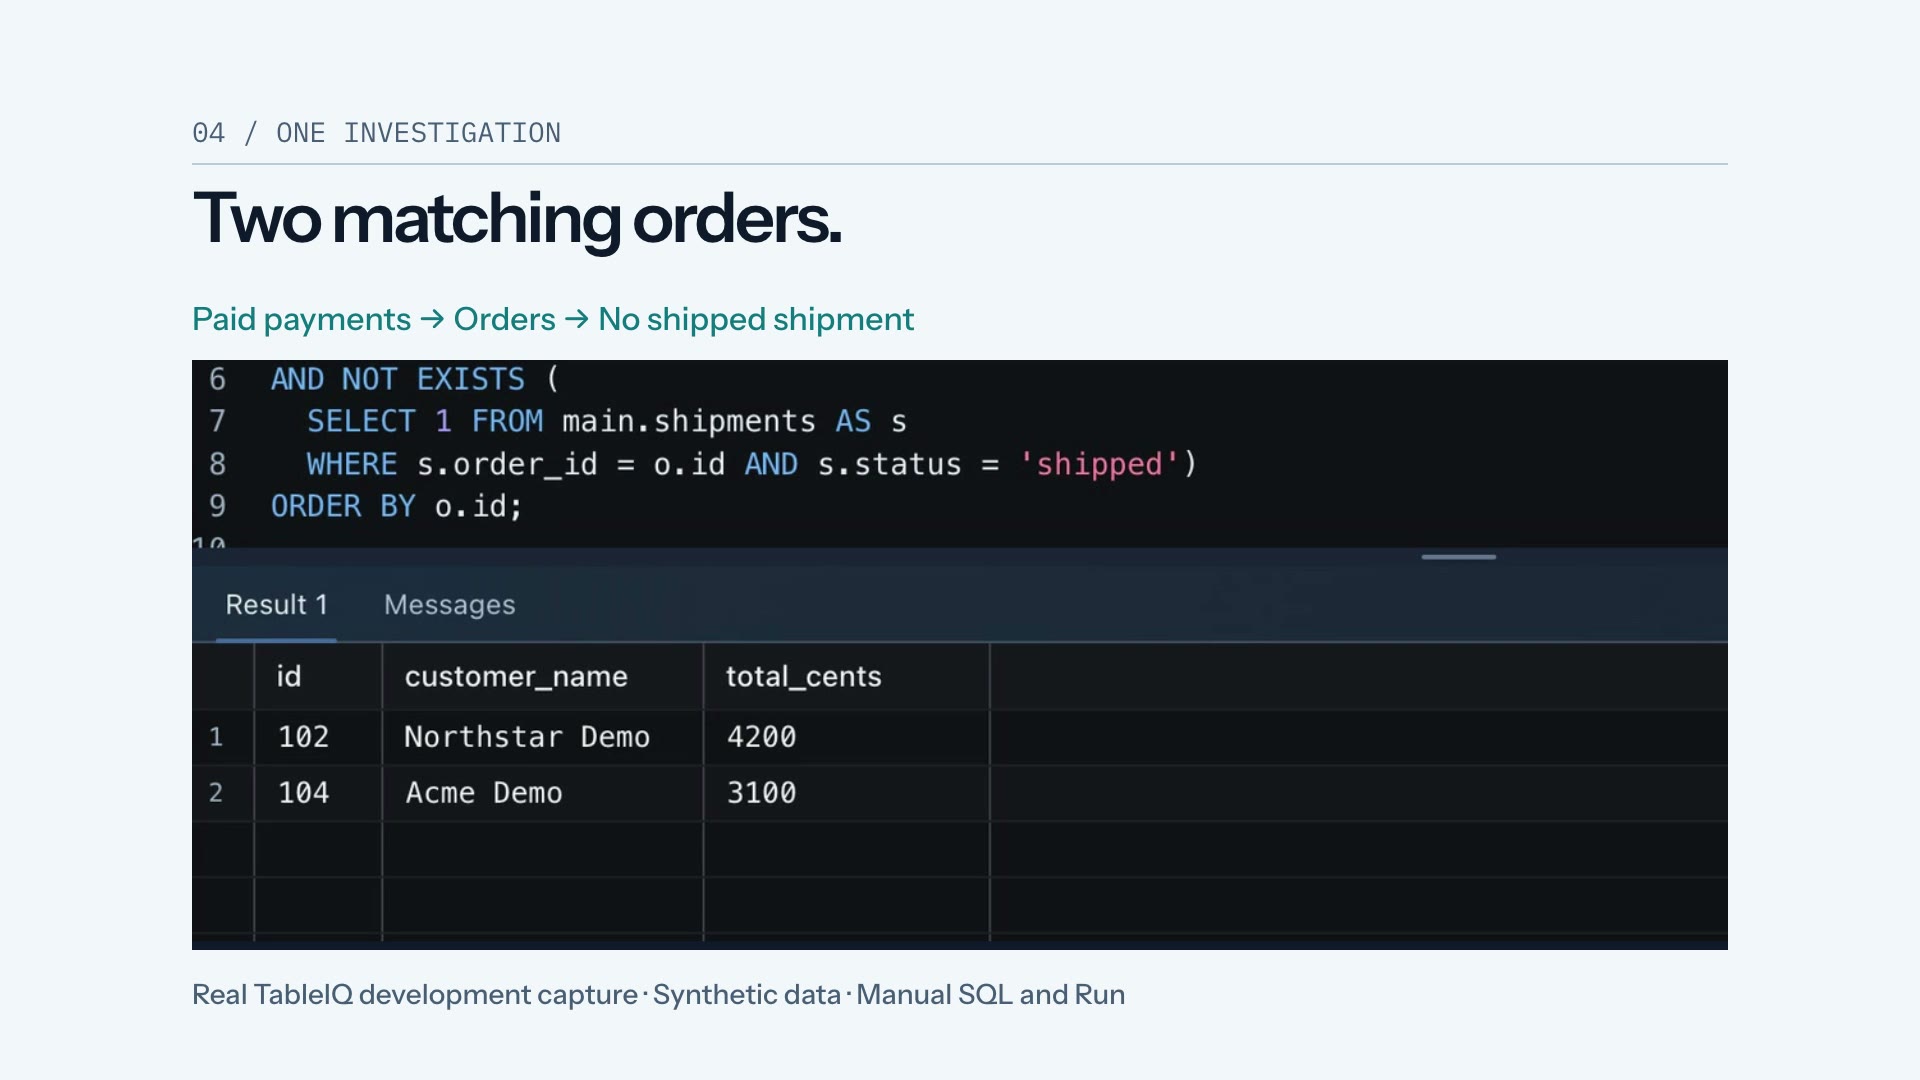 04 / ONE INVESTIGATION
Two matching orders.
Paid payments → Orders → No shipped shipment
6 AND NOT EXISTS (
7 SELECT 1 FROM main.shipments AS s
8 WHERE s.order_id = o.id AND s.status = 'shipped')
9 ORDER BY o.id;
10
Result 1 Messages
id customer_name total_cents
1 102 Northstar Demo 4200
2 104 Acme Demo 3100
Real TableIQ development capture · Synthetic data · Manual SQL and Run